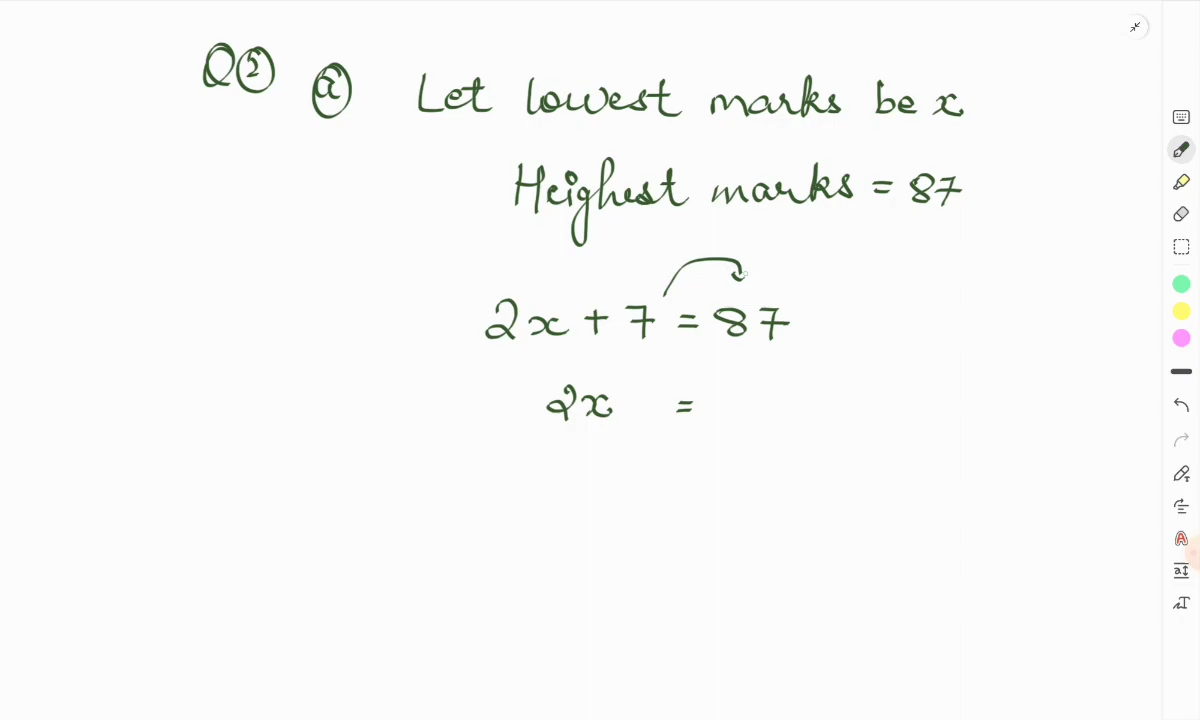 Q② ⓐ Let lowest marks be x
Heighest marks = 87
2x + 7 = 87
2x =